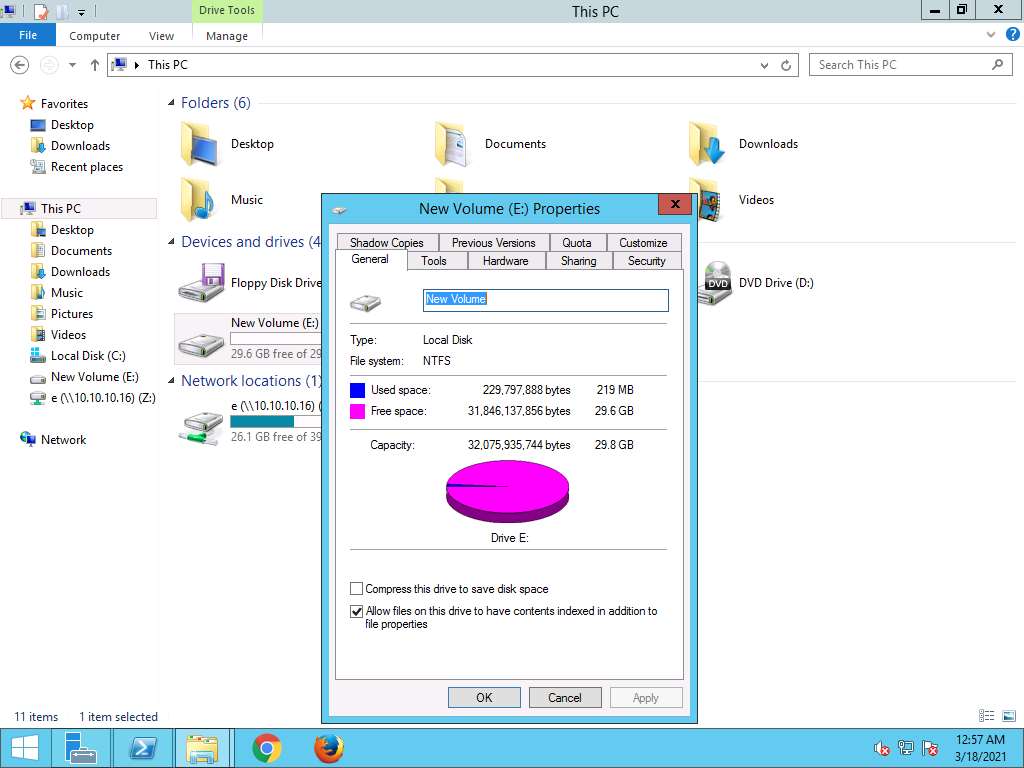 Drive Tools
This PC
File
Computer
View
Manage
This PC
Search This PC
Favorites
Desktop
Downloads
Recent places
This PC
Desktop
Documents
Downloads
Music
Pictures
Videos
Local Disk (C:)
New Volume (E:)
e (\\10.10.10.16) (Z:)
Network
Folders (6)
Desktop
Documents
Downloads
Music
Videos
Devices and drives (4
Floppy Disk Drive
New Volume (E:)
29.6 GB free of 29
DVD Drive (D:)
DVD
Network locations (1)
e (\\10.10.10.16) (
26.1 GB free of 39
New Volume (E:) Properties
Shadow Copies
Previous Versions
Quota
Customize
General
Tools
Hardware
Sharing
Security
New Volume
Type: Local Disk
File system: NTFS
Used space: 229,797,888 bytes 219 MB
Free space: 31,846,137,856 bytes 29.6 GB
Capacity: 32,075,935,744 bytes 29.8 GB
Drive E:
Compress this drive to save disk space
Allow files on this drive to have contents indexed in addition to
file properties
OK
Cancel
Apply
11 items
1 item selected
12:57 AM
3/18/2021